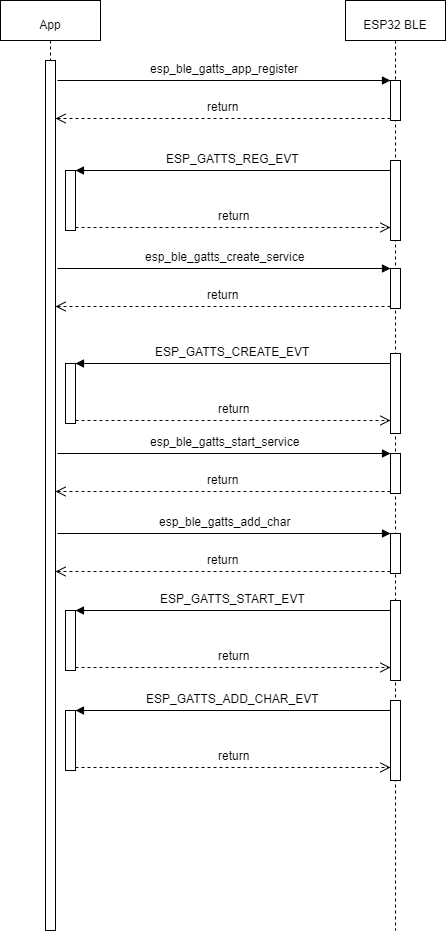 App
ESP32 BLE
esp_ble_gatts_app_register
return
ESP_GATTS_REG_EVT
return
esp_ble_gatts_create_service
return
ESP_GATTS_CREATE_EVT
return
esp_ble_gatts_start_service
return
esp_ble_gatts_add_char
return
ESP_GATTS_START_EVT
return
ESP_GATTS_ADD_CHAR_EVT
return